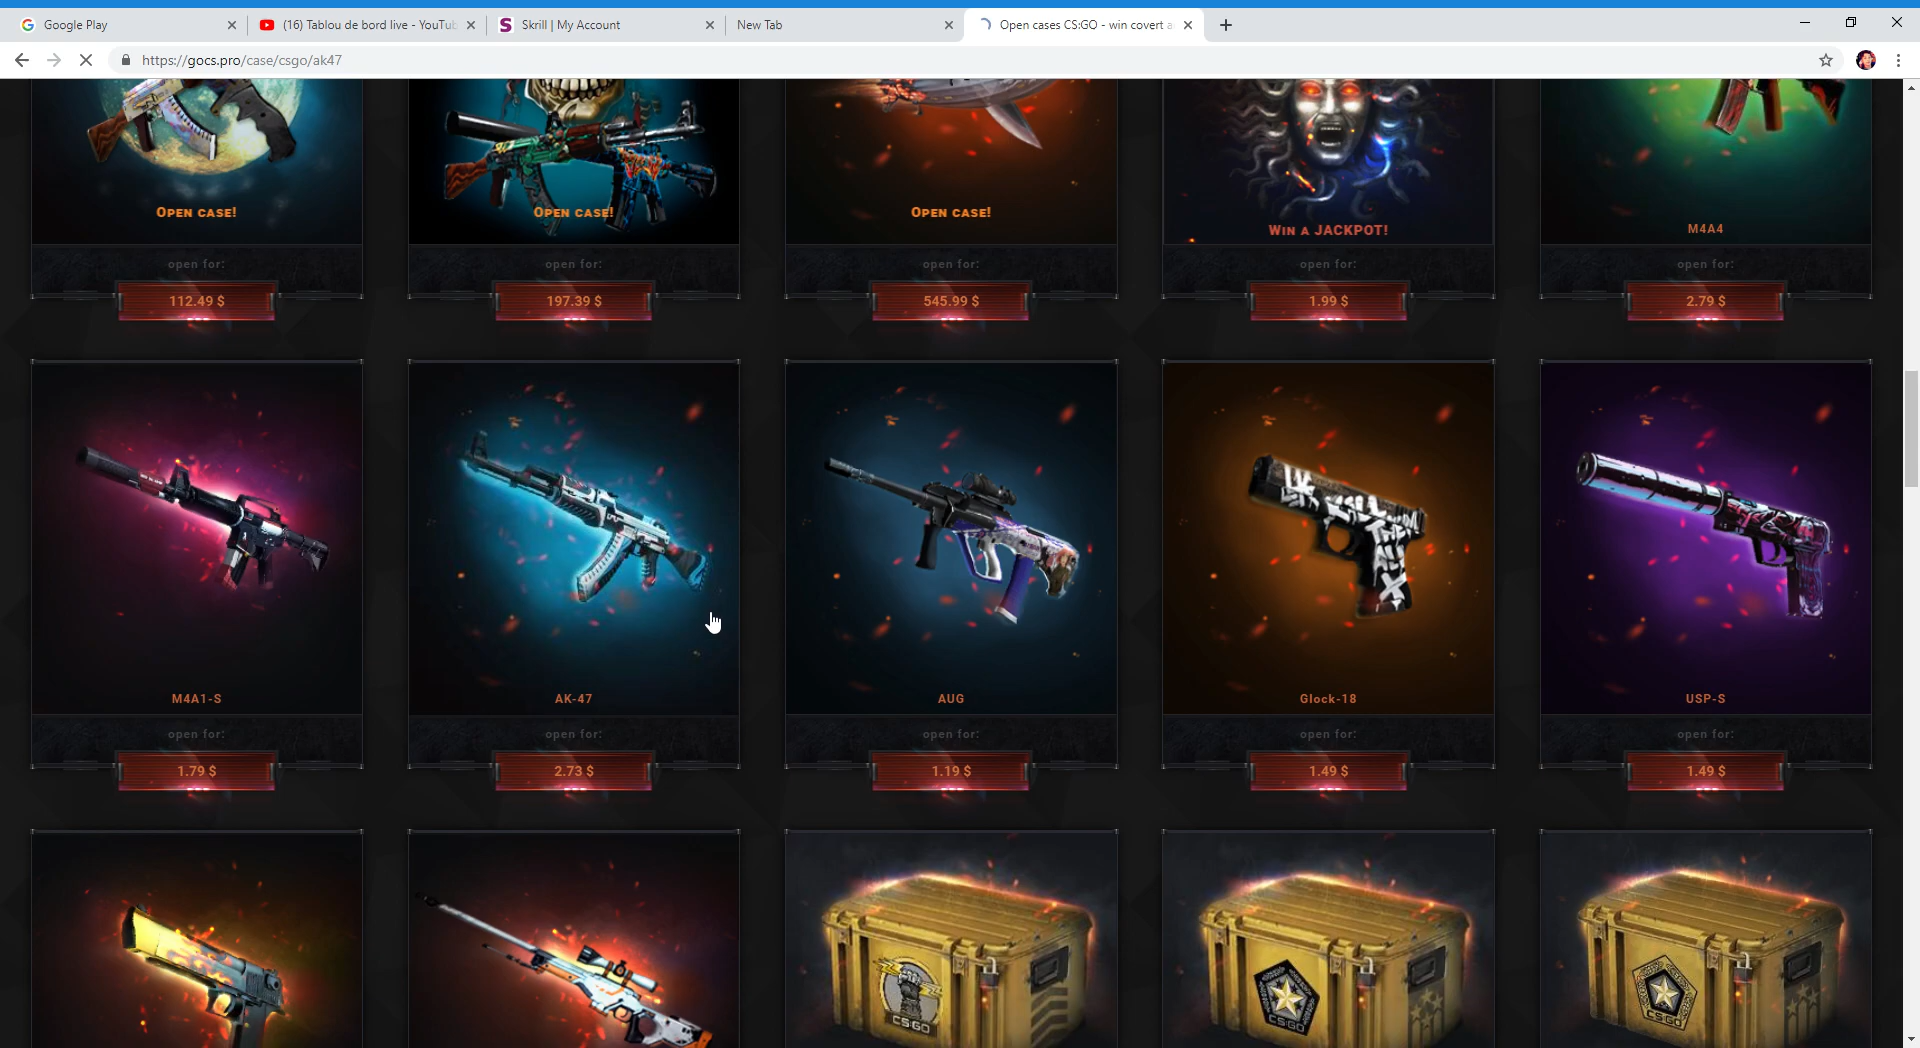 Google Play
(16) Tablou de bord live - YouTub
Skrill | My Account
New Tab
Open cases CS:GO - win covert a
https://gocs.pro/case/csgo/ak47
OPEN CASE!
OPEN CASE!
OPEN CASE!
WIN A JACKPOT!
M4A4
open for:
open for:
open for:
open for:
open for:
112.49 $
197.39 $
545.99 $
1.99 $
2.79 $
M4A1-S
AK-47
AUG
Glock-18
USP-S
open for:
open for:
open for:
open for:
open for:
1.79 $
2.73 $
1.19 $
1.49 $
1.49 $
CS:GO
CS:GO
CS:GO